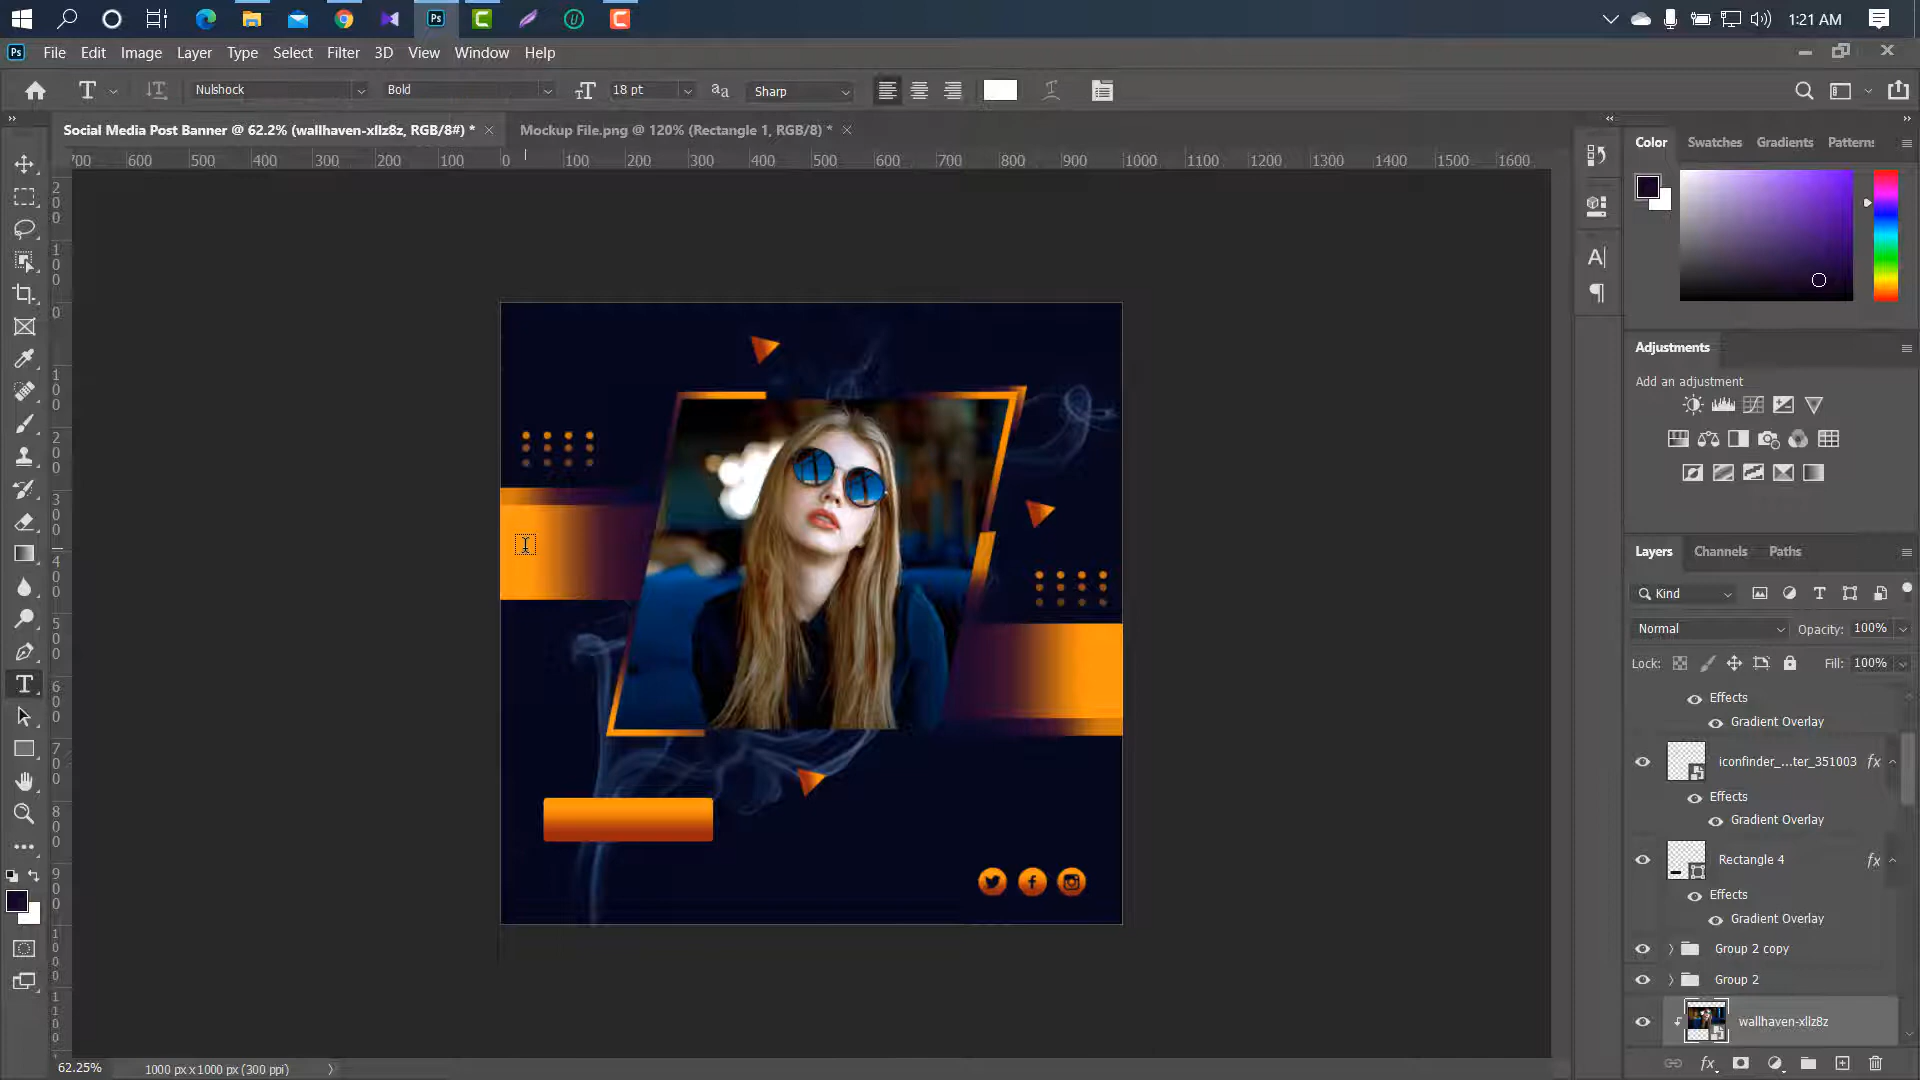 1:21 AM
Ps File Edit Image Layer Type Select Filter 3D View Window Help
T Nulshock Bold 18 pt Sharp
Social Media Post Banner @ 62.2% (wallhaven-xllz8z, RGB/8#) * Mockup File.png @ 120% (Rectangle 1, RGB/8) *
700 600 500 400 300 200 100 0 100 200 300 400 500 600 700 800 900 1000 1100 1200 1300 1400 1500 1600
Color Swatches Gradients Patterns
Adjustments
Add an adjustment
Layers Channels Paths
Kind
Normal Opacity: 100%
Lock: Fill: 100%
Effects
Gradient Overlay
iconfinder_...ter_351003 fx
Effects
Gradient Overlay
Rectangle 4 fx
Effects
Gradient Overlay
Group 2 copy
Group 2
wallhaven-xllz8z
62.25% 1000 px x 1000 px (300 ppi)